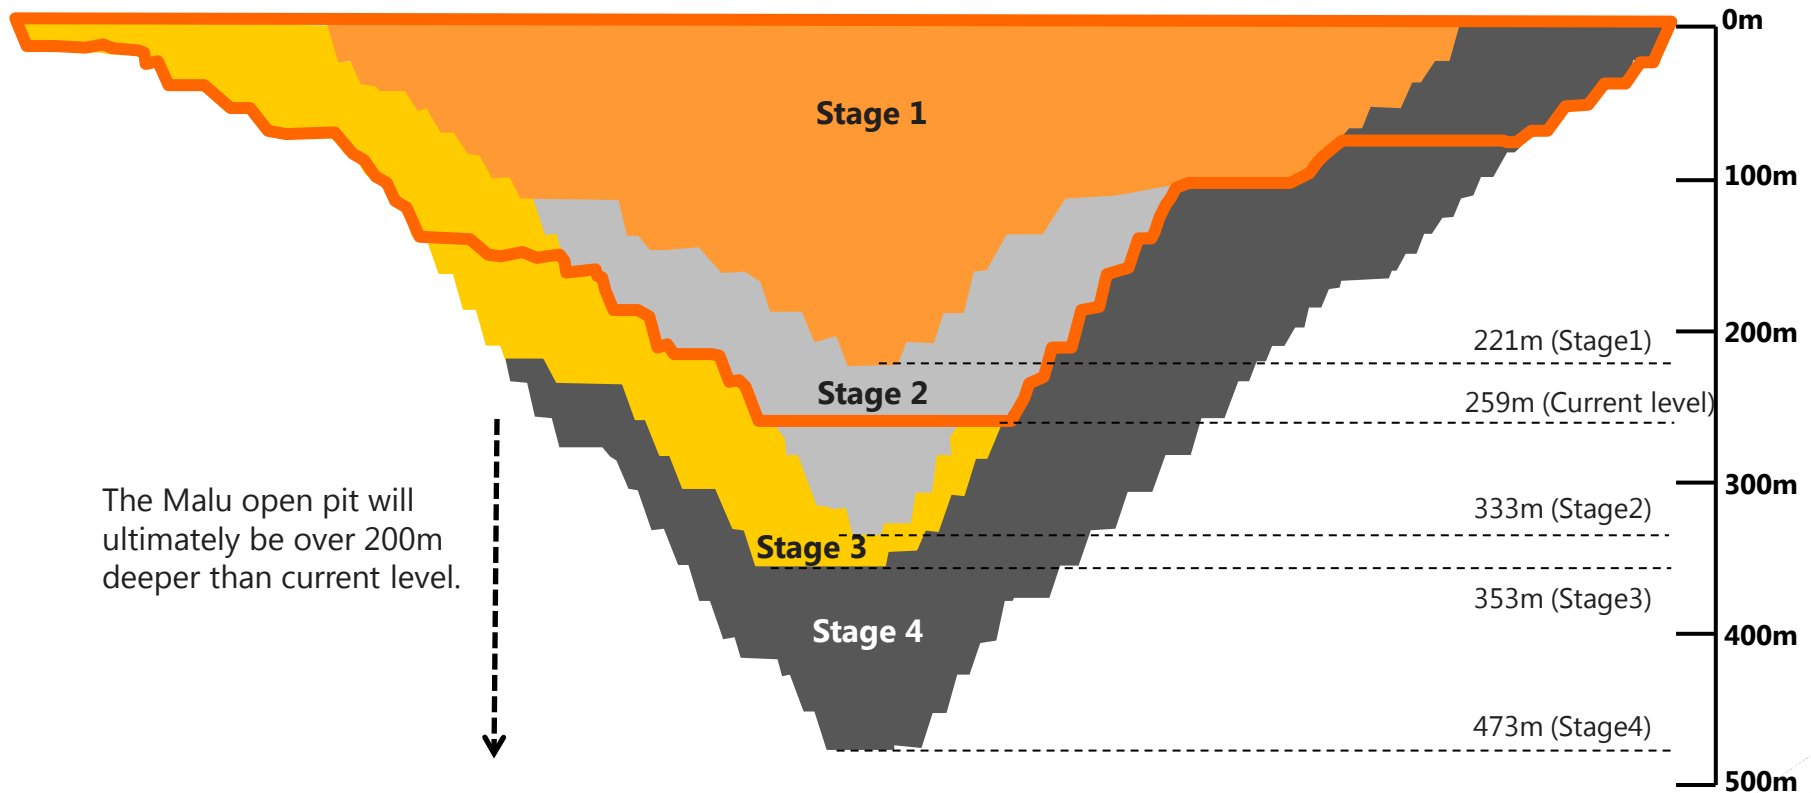 0m
Stage 1
100m
200m
221m (Stage1)
Stage 2
259m (Current level)
300m
The Malu open pit will
ultimately be over 200m
deeper than current level.
333m (Stage2)
Stage 3
353m (Stage3)
Stage 4
400m
473m (Stage4)
500m